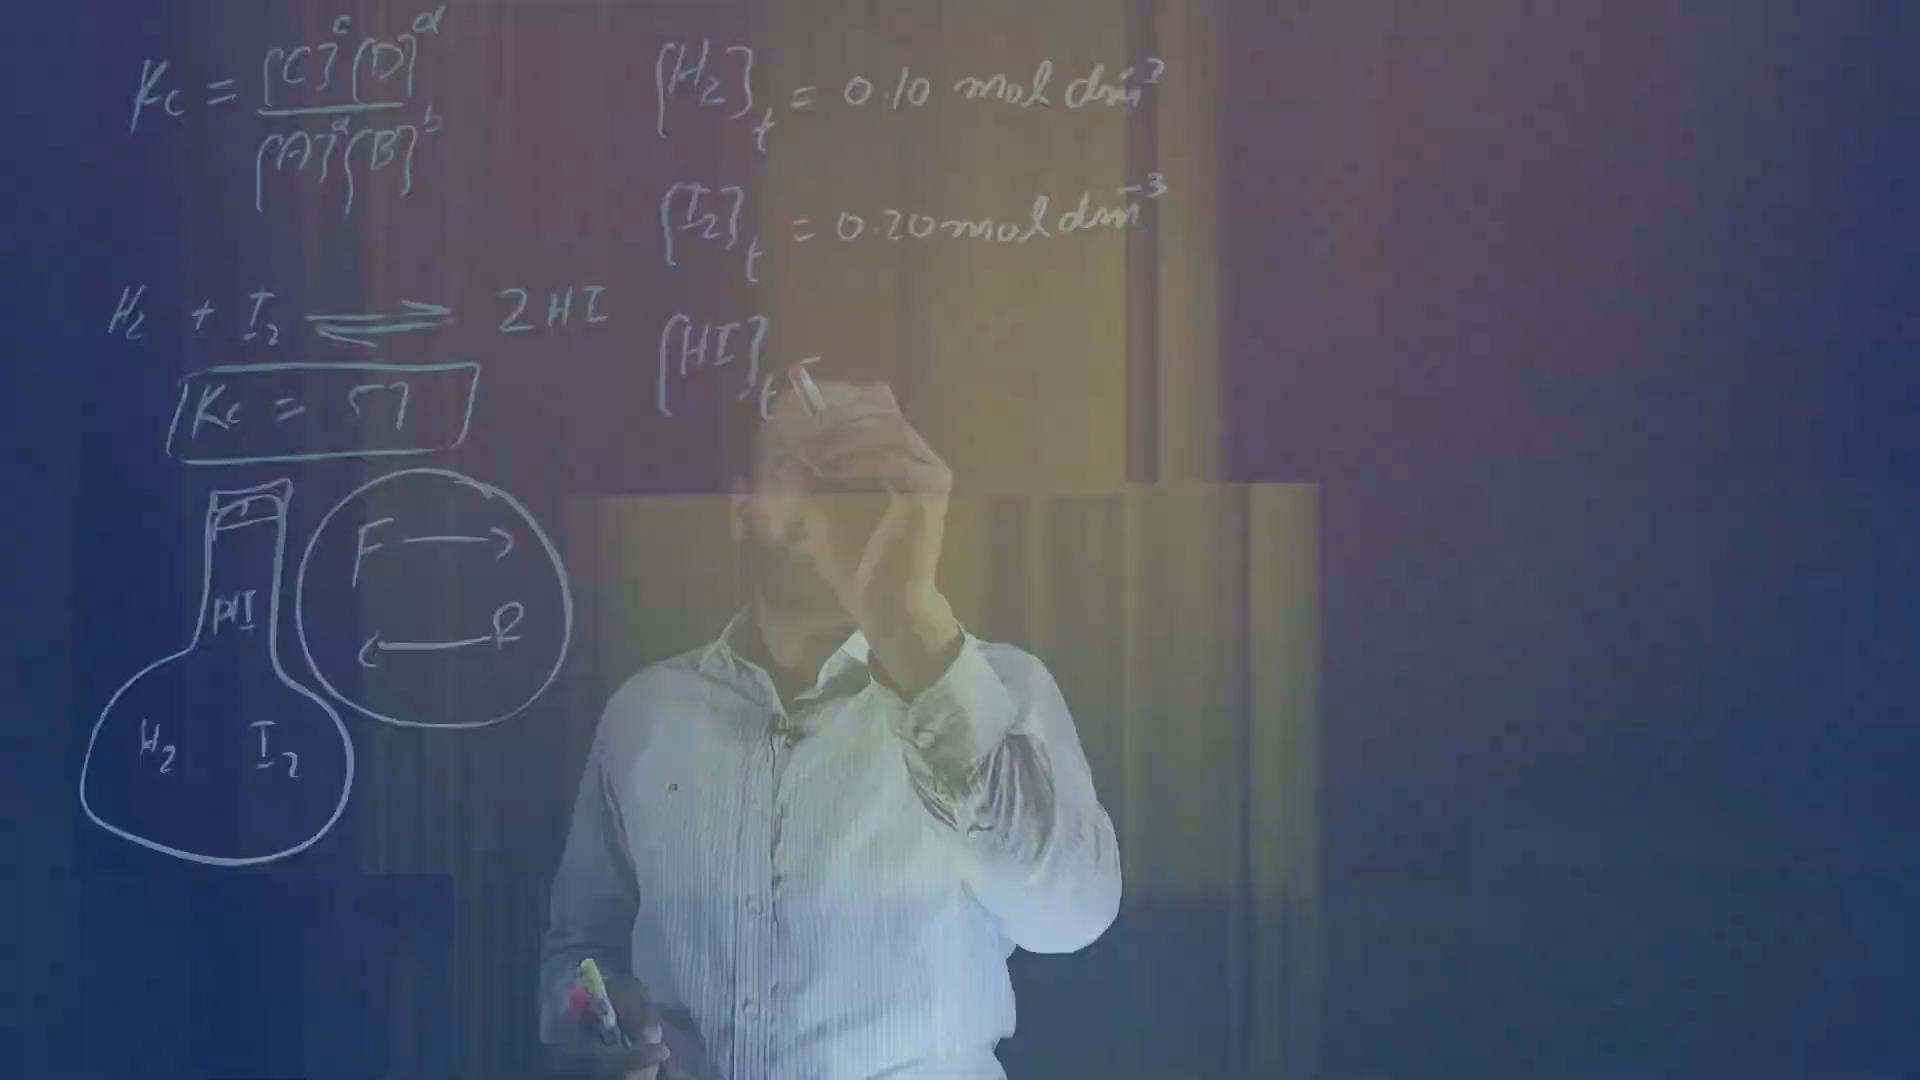 Kc = [C]^c [D]^d / [A]^a [B]^b
H2 + I2 ⇌ 2HI
Kc = 57
F →
← R
HI
H2 I2
[H2]t = 0.10 mol dm^-3
[I2]t = 0.20 mol dm^-3
[HI]t